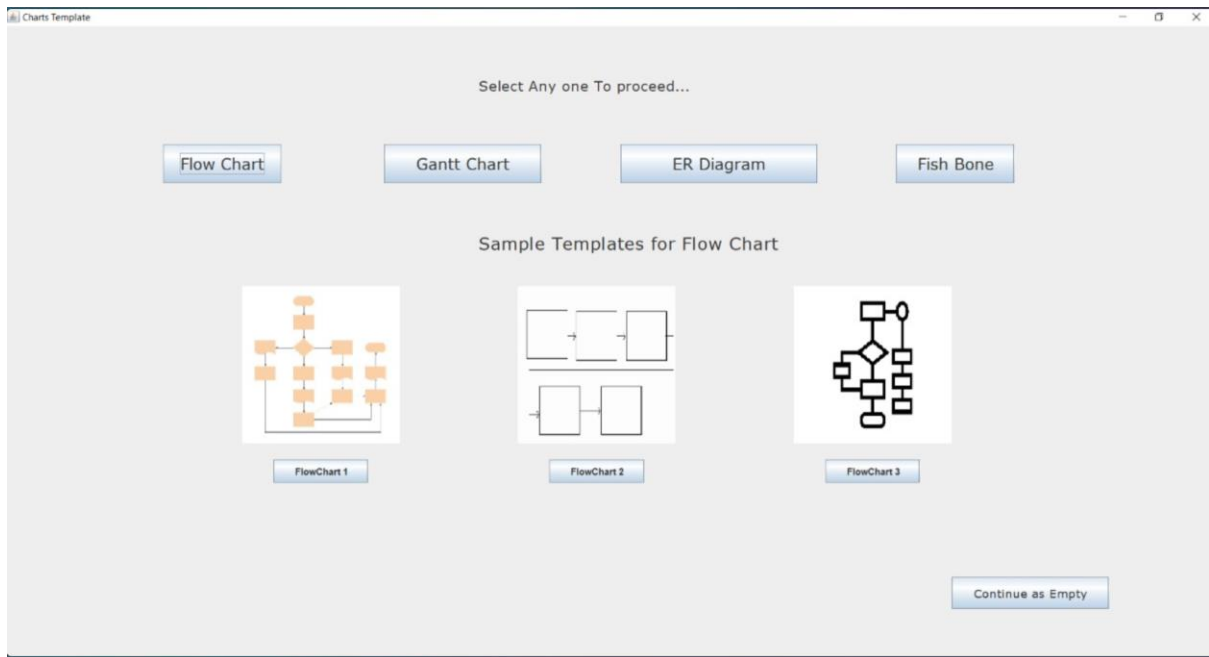 Charts Template
Select Any one To proceed...
Flow Chart Gantt Chart ER Diagram Fish Bone
Sample Templates for Flow Chart
FlowChart 1 FlowChart 2 FlowChart 3
Continue as Empty